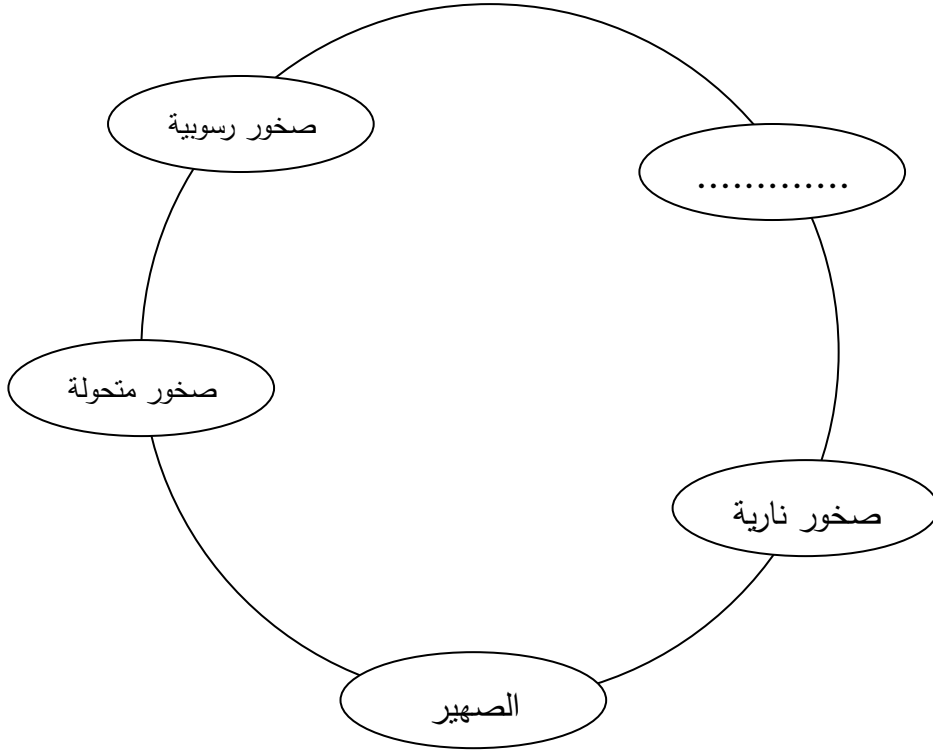 صخور رسوبية
.............
صخور متحولة
صخور نارية
الصهير